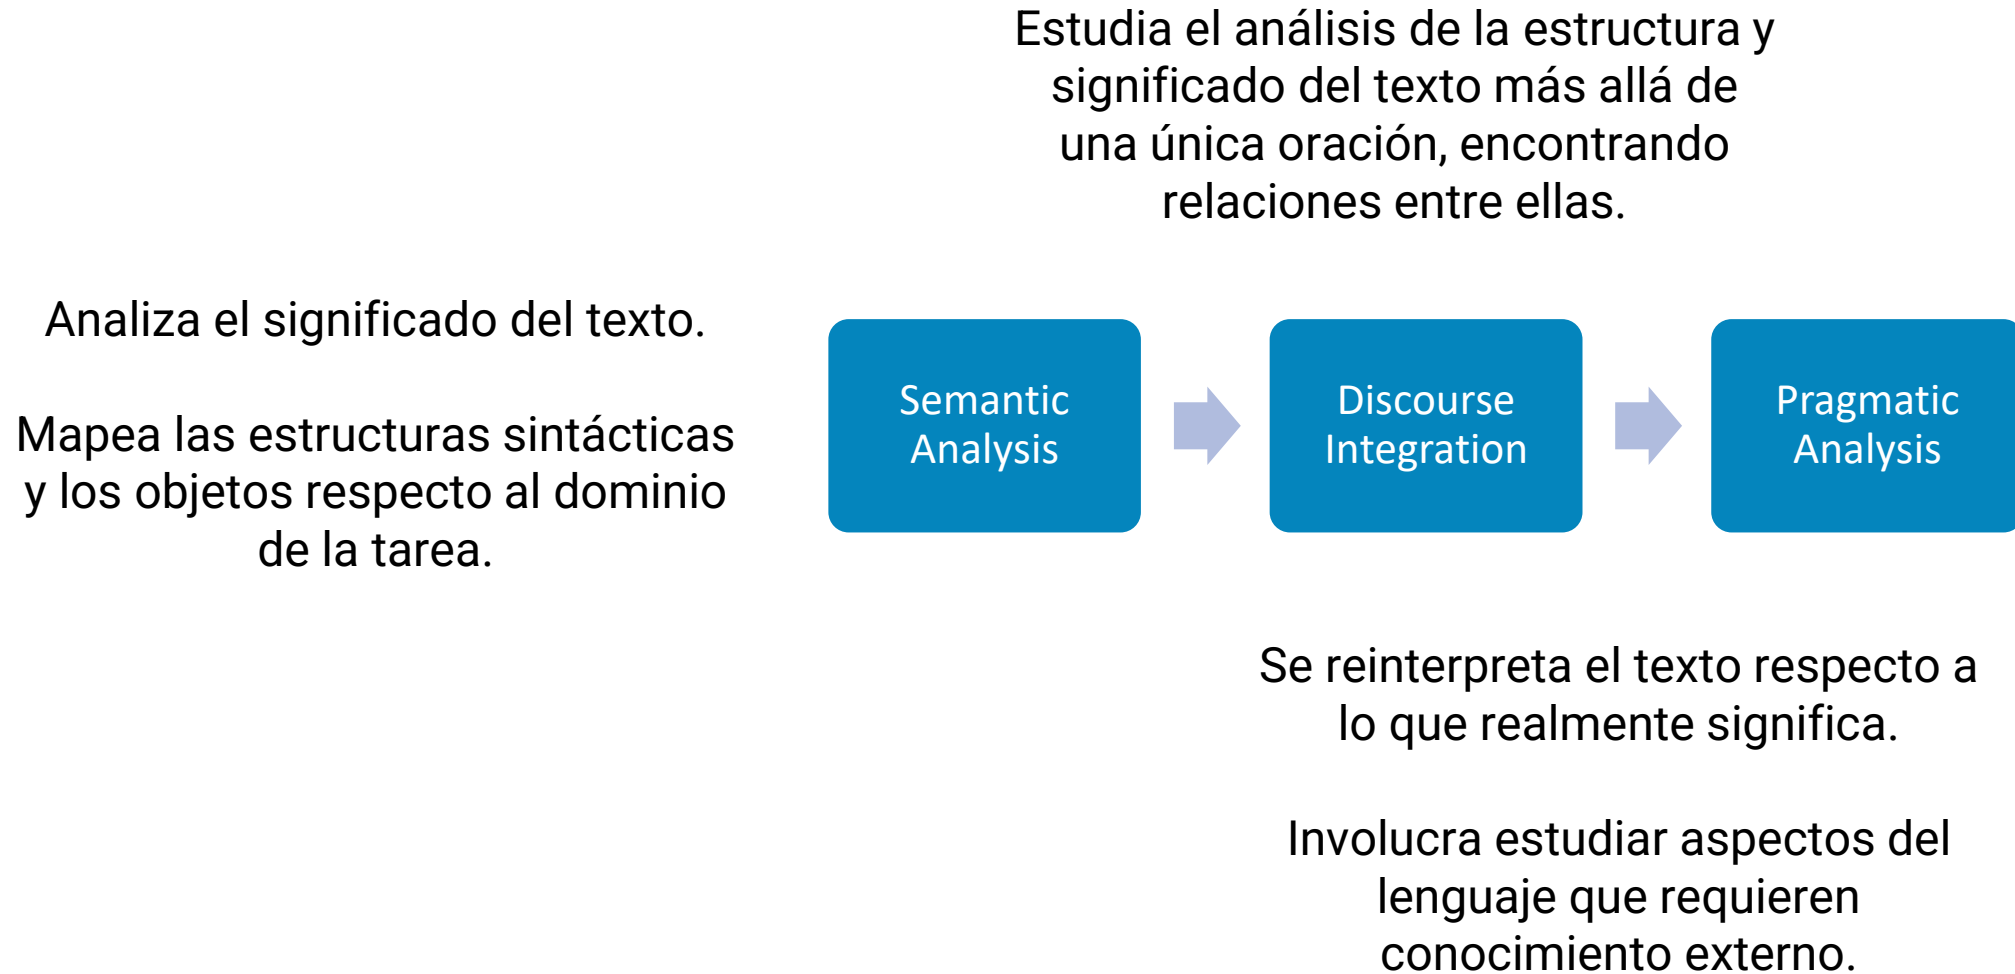 Estudia el análisis de la estructura y
significado del texto más allá de
una única oración, encontrando
relaciones entre ellas.
Analiza el significado del texto.
Mapea las estructuras sintácticas
y los objetos respecto al dominio
de la tarea.
Semantic
Analysis
Discourse
Integration
Pragmatic
Analysis
Se reinterpreta el texto respecto a
lo que realmente significa.
Involucra estudiar aspectos del
lenguaje que requieren
conocimiento externo.